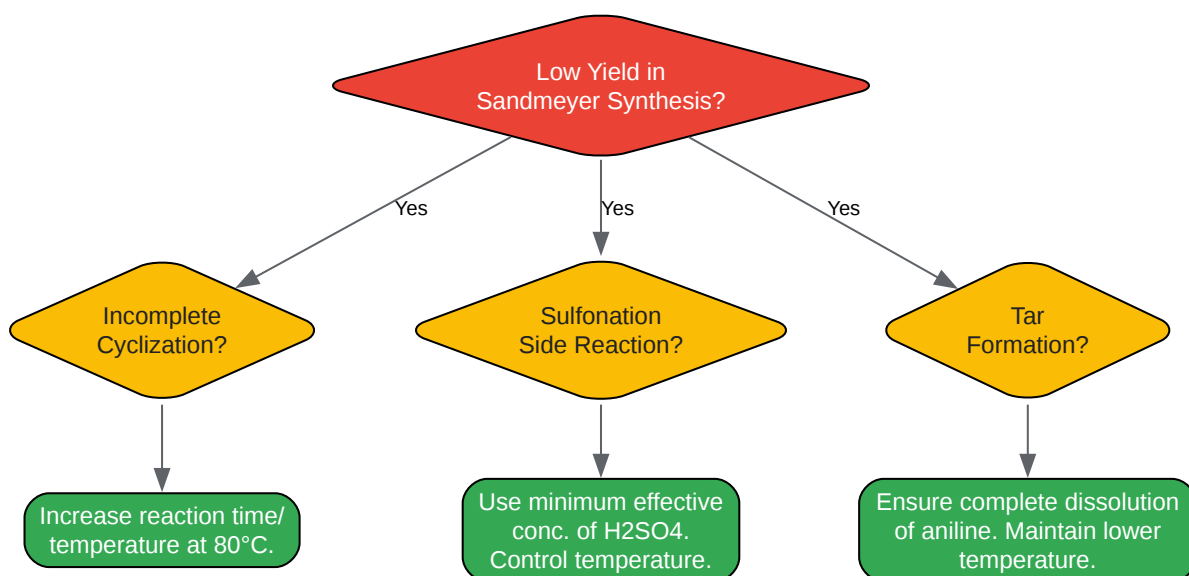 Low Yield in
Sandmeyer Synthesis?
Yes
Yes
Yes
Incomplete
Cyclization?
Sulfonation
Side Reaction?
Tar
Formation?
Increase reaction time/
temperature at 80°C.
Use minimum effective
conc. of H2SO4.
Control temperature.
Ensure complete dissolution
of aniline. Maintain lower
temperature.